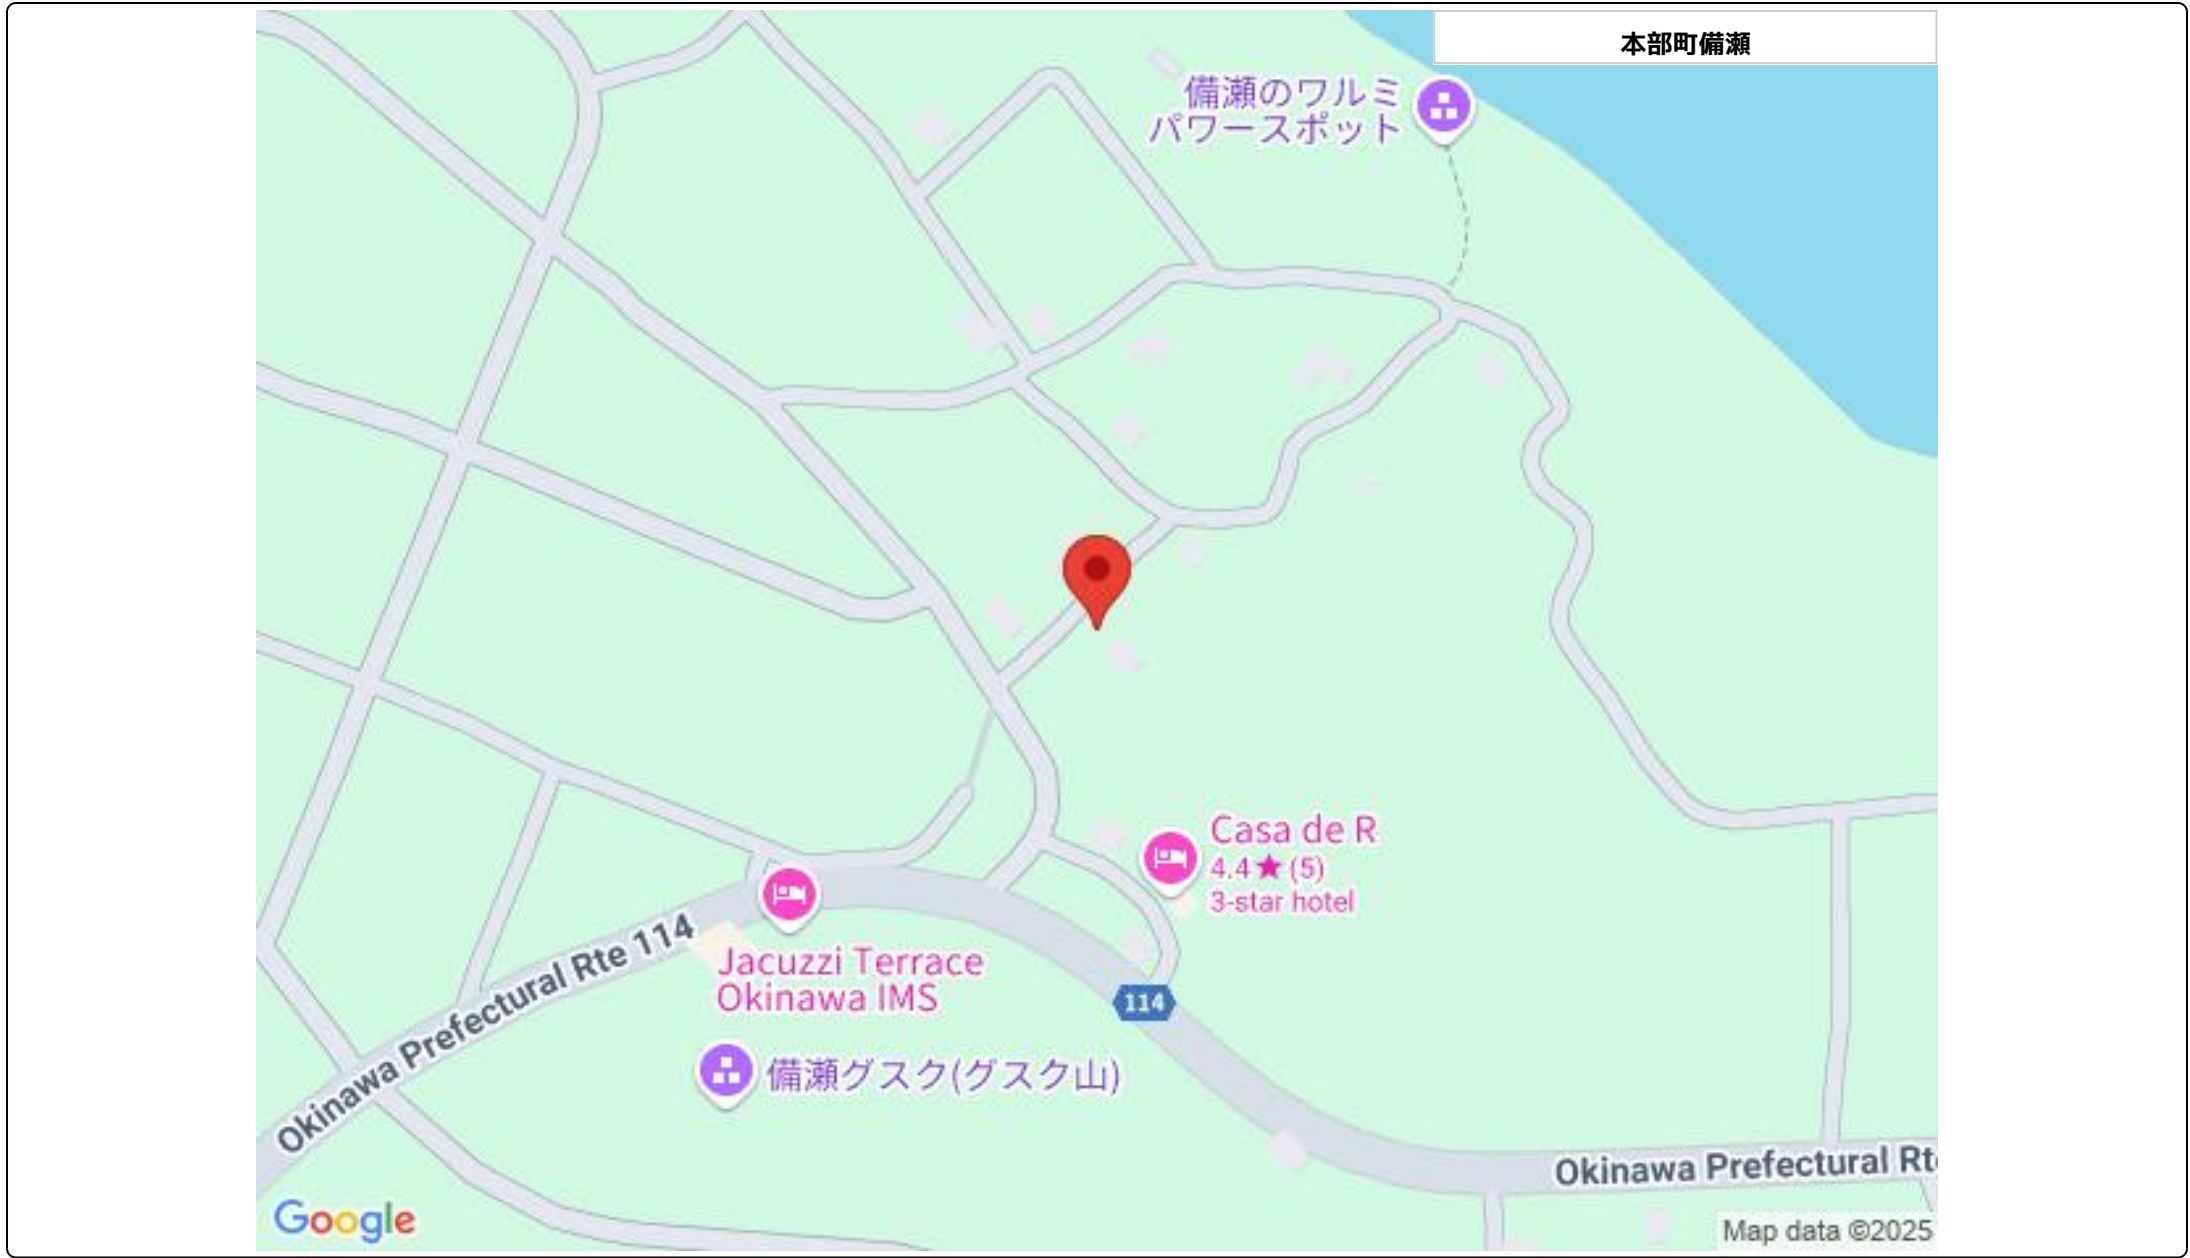 本部町備瀬
備瀬のワルミ
パワースポット
Casa de R
4.4★ (5)
3-star hotel
Okinawa Prefectural Rte 114
Jacuzzi Terrace
Okinawa IMS
114
備瀬グスク(グスク山)
Okinawa Prefectural Rt
Google
Map data ©2025